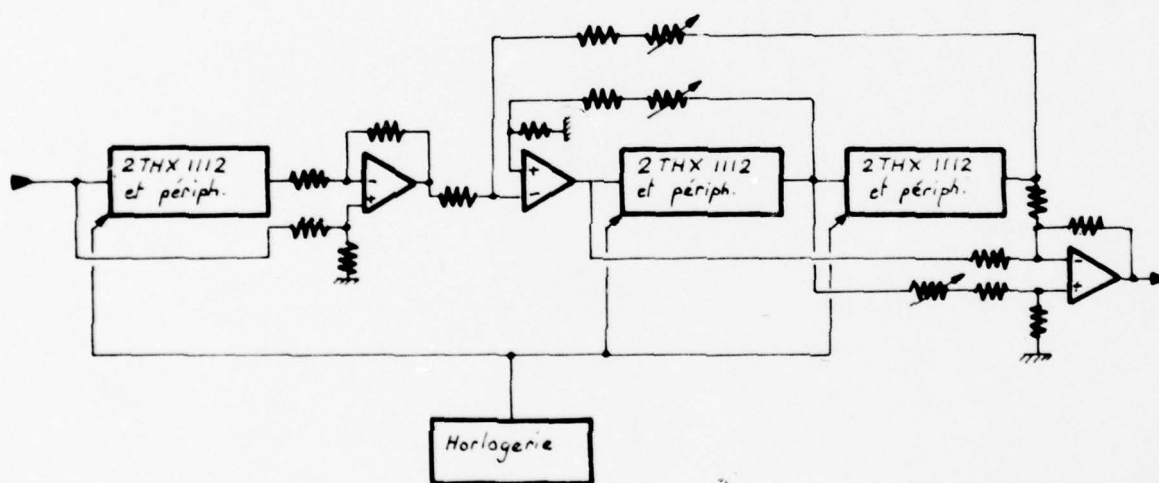 2 THX 1112
et périph.
2 THX 1112
et périph.
2 THX 1112
et périph.
-
+
+
-
-
+
Horlogerie